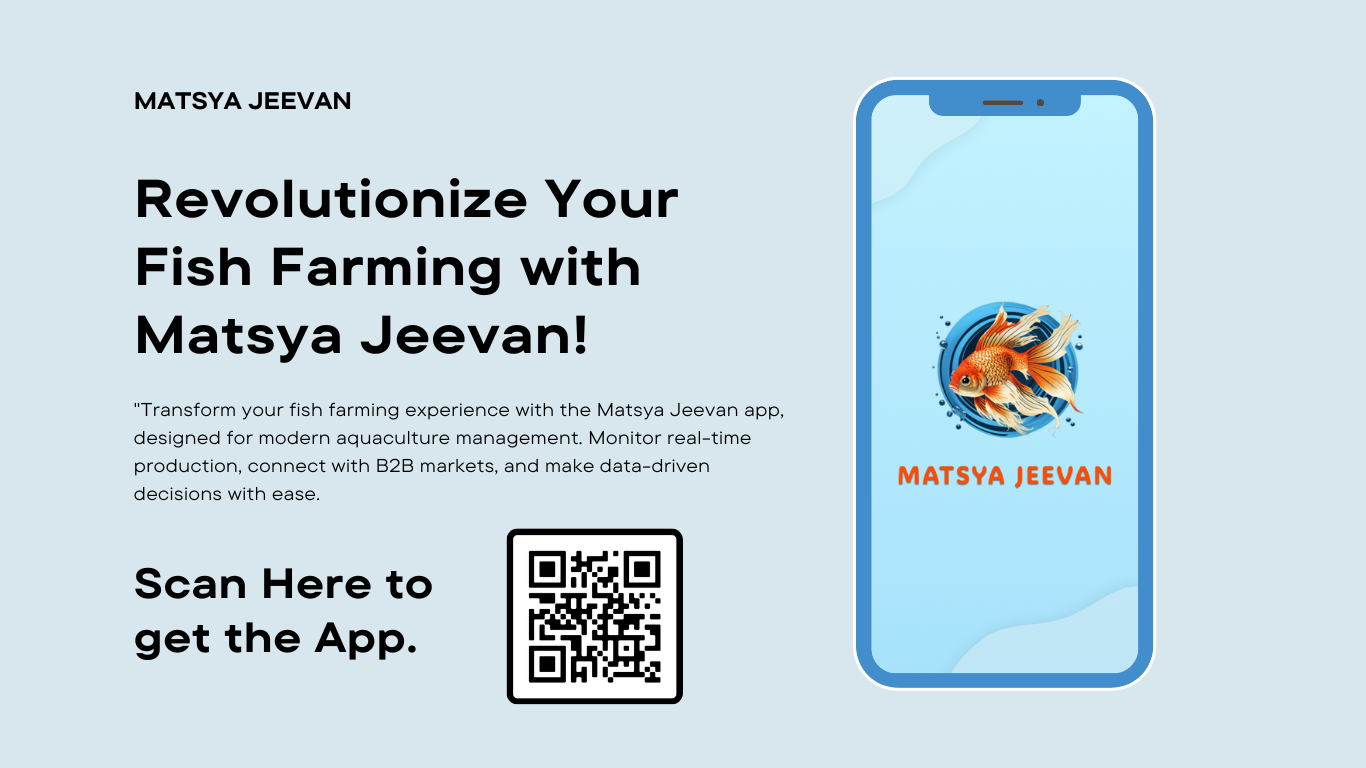 MATSYA JEEVAN
Revolutionize Your
Fish Farming with
Matsya Jeevan!
"Transform your fish farming experience with the Matsya Jeevan app,
designed for modern aquaculture management. Monitor real-time
production, connect with B2B markets, and make data-driven
decisions with ease.
Scan Here to
get the App.
MATSYA JEEVAN